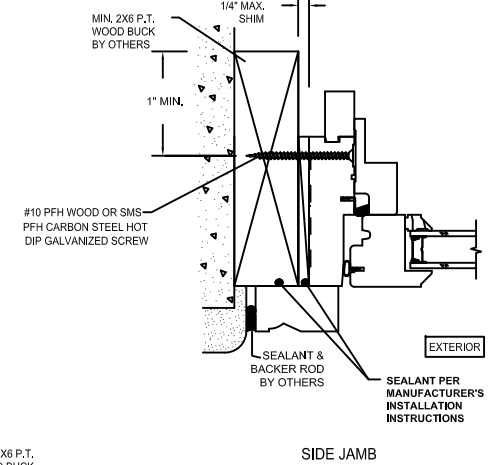 1/4" MAX.
SHIM
MIN. 2X6 P.T.
WOOD BUCK
BY OTHERS
1" MIN.
#10 PFH WOOD OR SMS
PFH CARBON STEEL HOT
DIP GALVANIZED SCREW
EXTERIOR
SEALANT &
BACKER ROD
BY OTHERS
SEALANT PER
MANUFACTURER'S
INSTALLATION
INSTRUCTIONS
SIDE JAMB
X6 P.T.